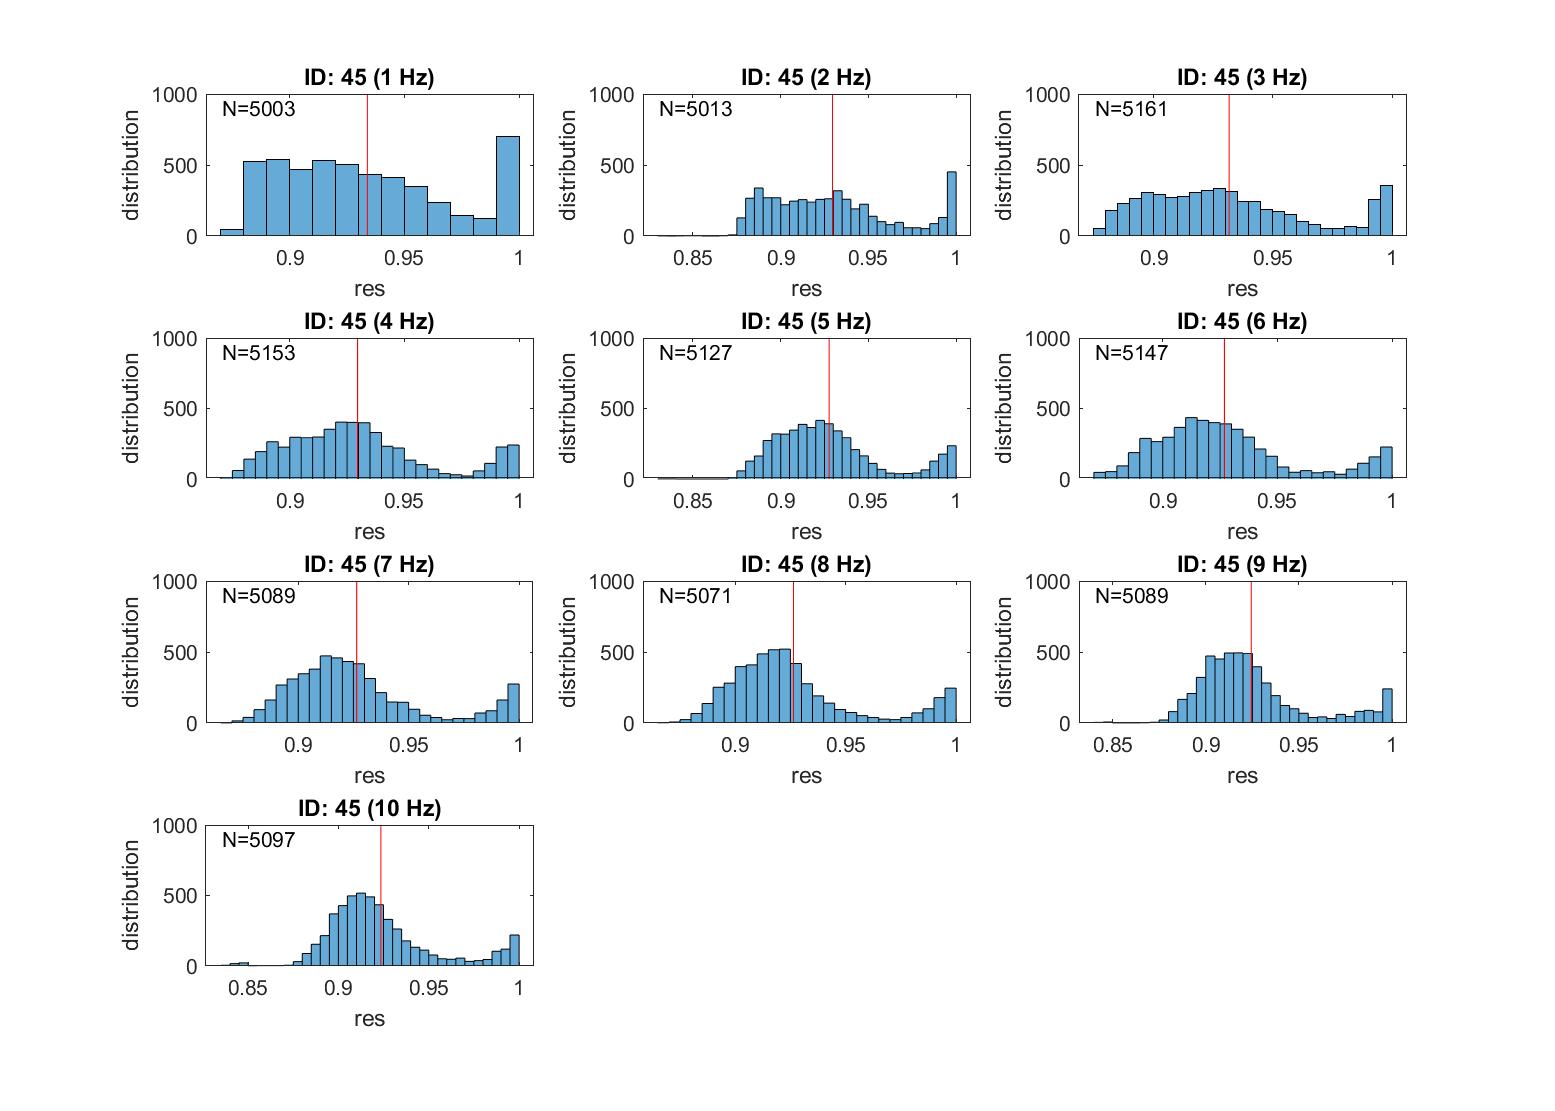 ID: 45 (1 Hz)
N=5003
distribution
1000
500
0
0.9 0.95 1
res
ID: 45 (2 Hz)
N=5013
distribution
1000
500
0
0.85 0.9 0.95 1
res
ID: 45 (3 Hz)
N=5161
distribution
1000
500
0
0.9 0.95 1
res
ID: 45 (4 Hz)
N=5153
distribution
1000
500
0
0.9 0.95 1
res
ID: 45 (5 Hz)
N=5127
distribution
1000
500
0
0.85 0.9 0.95 1
res
ID: 45 (6 Hz)
N=5147
distribution
1000
500
0
0.9 0.95 1
res
ID: 45 (7 Hz)
N=5089
distribution
1000
500
0
0.9 0.95 1
res
ID: 45 (8 Hz)
N=5071
distribution
1000
500
0
0.9 0.95 1
res
ID: 45 (9 Hz)
N=5089
distribution
1000
500
0
0.85 0.9 0.95 1
res
ID: 45 (10 Hz)
N=5097
distribution
1000
500
0
0.85 0.9 0.95 1
res